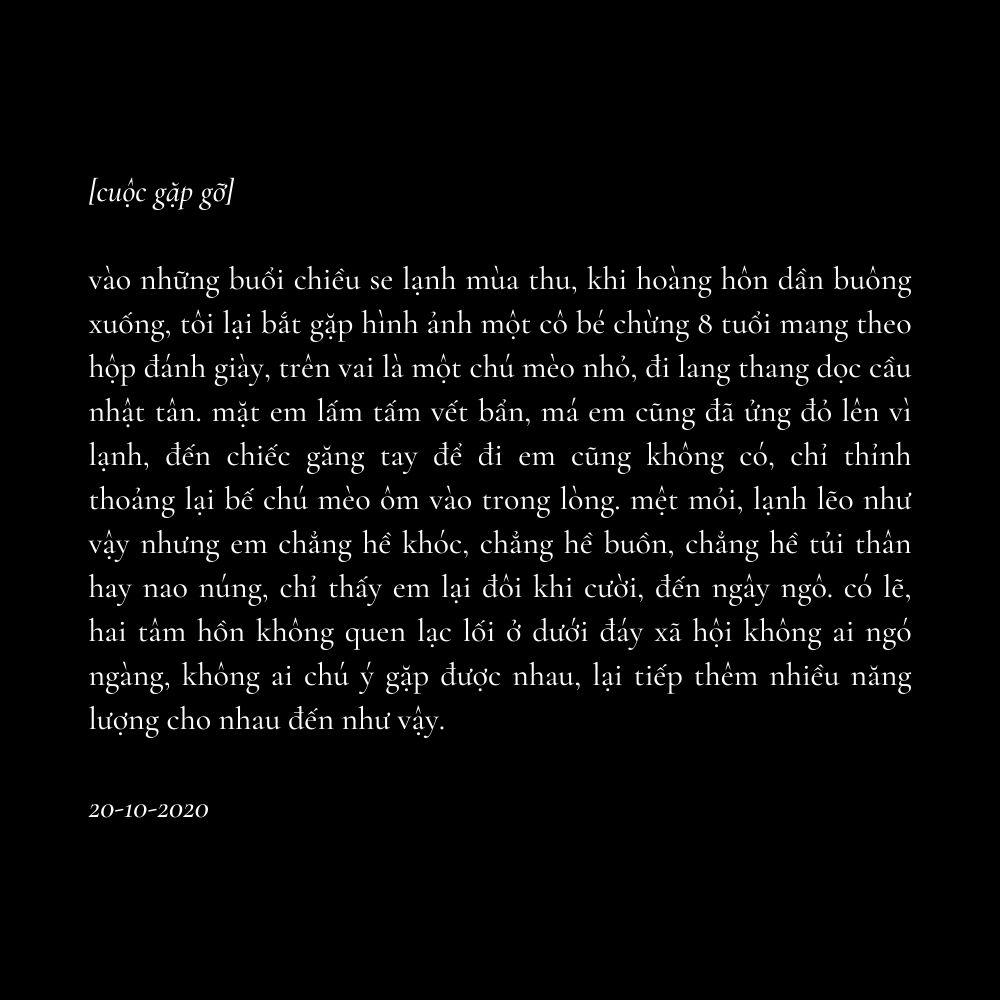 [cuộc gặp gỡ]
vào những buổi chiều se lạnh mùa thu, khi hoàng hôn dần buông
xuống, tôi lại bắt gặp hình ảnh một cô bé chừng 8 tuổi mang theo
hộp đánh giày, trên vai là một chú mèo nhỏ, đi lang thang dọc cầu
nhật tân. mặt em lấm tấm vết bẩn, má em cũng đã ửng đỏ lên vì
lạnh, đến chiếc găng tay để đi em cũng không có, chỉ thỉnh
thoảng lại bế chú mèo ôm vào trong lòng. mệt mỏi, lạnh lẽo như
vậy nhưng em chẳng hề khóc, chẳng hề buồn, chẳng hề tủi thân
hay nao núng, chỉ thấy em lại đôi khi cười, đến ngây ngô. có lẽ,
hai tâm hồn không quen lạc lối ở dưới đáy xã hội không ai ngó
ngàng, không ai chú ý gặp được nhau, lại tiếp thêm nhiều năng
lượng cho nhau đến như vậy.
20-10-2020